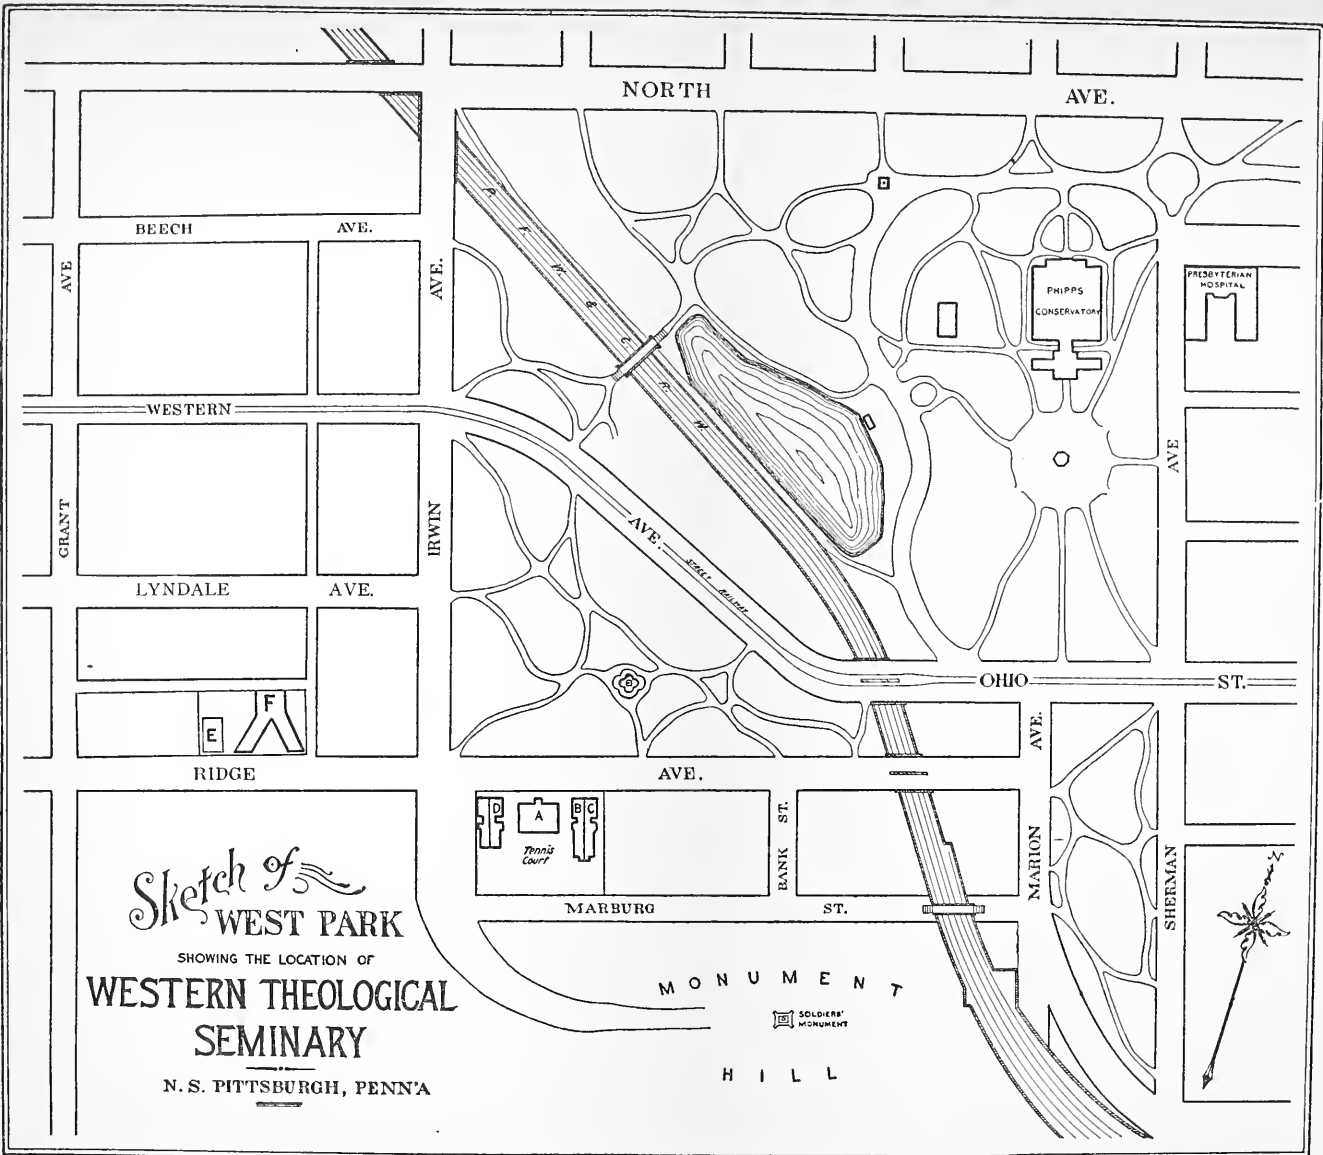 NORTH AVE.
BEECH AVE.
AVE
AVE.
P. F. W. & C. R. W.
PHIPPS
CONSERVATORY
PRESBYTERIAN
HOSPITAL
WESTERN AVE.
STREET RAILWAY
AVE
GRANT
IRWIN
LYNDALE AVE.
OHIO ST.
F
E
RIDGE AVE.
AVE.
D
A
B C
Tennis
Court
BANK ST.
MARION
SHERMAN
MARBURG ST.
N
Sketch of
WEST PARK
SHOWING THE LOCATION OF
WESTERN THEOLOGICAL
SEMINARY
N. S. PITTSBURGH, PENN'A
MONUMENT
SOLDIERS'
MONUMENT
HILL